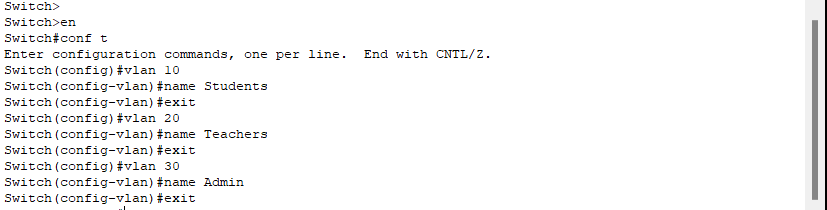 Switch>
Switch>en
Switch#conf t
Enter configuration commands, one per line.  End with CNTL/Z.
Switch(config)#vlan 10
Switch(config-vlan)#name Students
Switch(config-vlan)#exit
Switch(config)#vlan 20
Switch(config-vlan)#name Teachers
Switch(config-vlan)#exit
Switch(config)#vlan 30
Switch(config-vlan)#name Admin
Switch(config-vlan)#exit